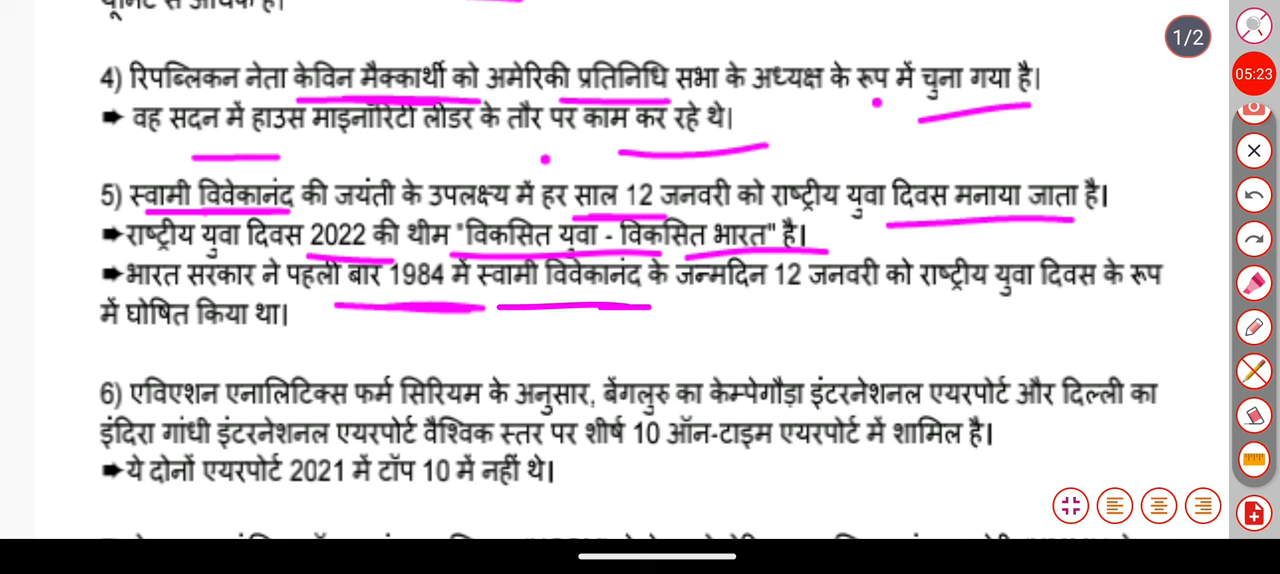 1/2
05:23
4) रिपब्लिकन नेता केविन मैक्कार्थी को अमेरिकी प्रतिनिधि सभा के अध्यक्ष के रूप में चुना गया है।
➨ वह सदन में हाउस माइनॉरिटी लीडर के तौर पर काम कर रहे थे।
5) स्वामी विवेकानंद की जयंती के उपलक्ष्य में हर साल 12 जनवरी को राष्ट्रीय युवा दिवस मनाया जाता है।
➨राष्ट्रीय युवा दिवस 2022 की थीम "विकसित युवा - विकसित भारत" है।
➨भारत सरकार ने पहली बार 1984 में स्वामी विवेकानंद के जन्मदिन 12 जनवरी को राष्ट्रीय युवा दिवस के रूप
में घोषित किया था।
6) एविएशन एनालिटिक्स फर्म सिरियम के अनुसार, बेंगलुरु का केम्पेगौड़ा इंटरनेशनल एयरपोर्ट और दिल्ली का
इंदिरा गांधी इंटरनेशनल एयरपोर्ट वैश्विक स्तर पर शीर्ष 10 ऑन-टाइम एयरपोर्ट में शामिल है।
➨ये दोनों एयरपोर्ट 2021 में टॉप 10 में नहीं थे।